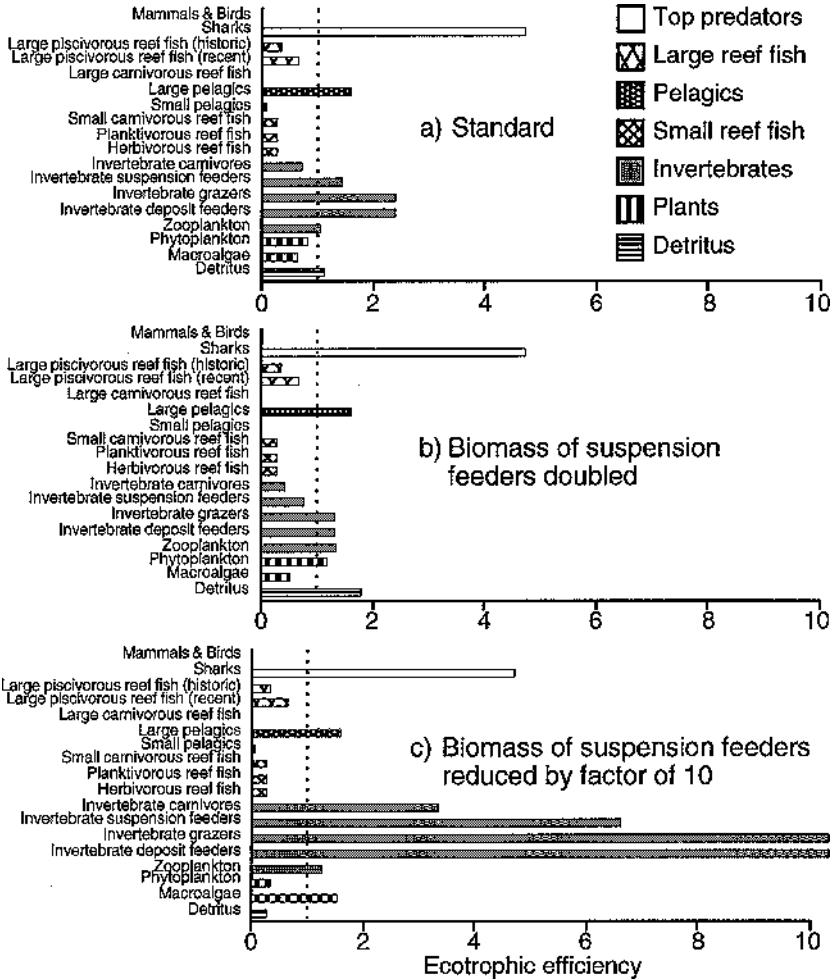 Mammals & Birds
Sharks
Large piscivorous reef fish (historic)
Large piscivorous reef fish (recent)
Large carnivorous reef fish
Large pelagics
Small pelagics
Small carnivorous reef fish
Planktivorous reef fish
Herbivorous reef fish
Invertebrate carnivores
Invertebrate suspension feeders
Invertebrate grazers
Invertebrate deposit feeders
Zooplankton
Phytoplankton
Macroalgae
Detritus
a) Standard
Top predators
Large reef fish
Pelagics
Small reef fish
Invertebrates
Plants
Detritus
0 2 4 6 8 10
Mammals & Birds
Sharks
Large piscivorous reef fish (historic)
Large piscivorous reef fish (recent)
Large carnivorous reef fish
Large pelagics
Small pelagics
Small carnivorous reef fish
Planktivorous reef fish
Herbivorous reef fish
Invertebrate carnivores
Invertebrate suspension feeders
Invertebrate grazers
Invertebrate deposit feeders
Zooplankton
Phytoplankton
Macroalgae
Detritus
b) Biomass of suspension
feeders doubled
0 2 4 6 8 10
Mammals & Birds
Sharks
Large piscivorous reef fish (historic)
Large piscivorous reef fish (recent)
Large carnivorous reef fish
Large pelagics
Small pelagics
Small carnivorous reef fish
Planktivorous reef fish
Herbivorous reef fish
Invertebrate carnivores
Invertebrate suspension feeders
Invertebrate grazers
Invertebrate deposit feeders
Zooplankton
Phytoplankton
Macroalgae
Detritus
c) Biomass of suspension feeders
reduced by factor of 10
0 2 4 6 8 10
Ecotrophic efficiency